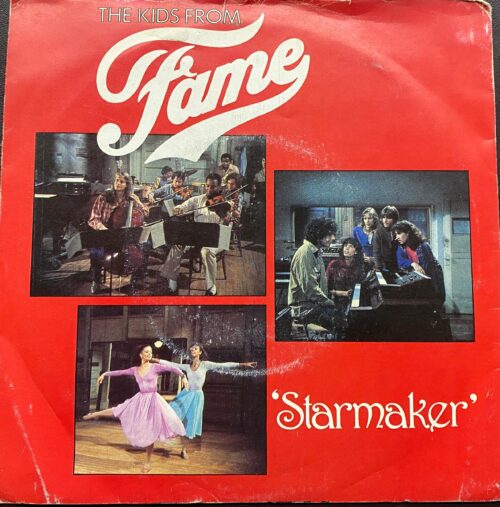 THE KIDS FROM
Fame
'Starmaker'